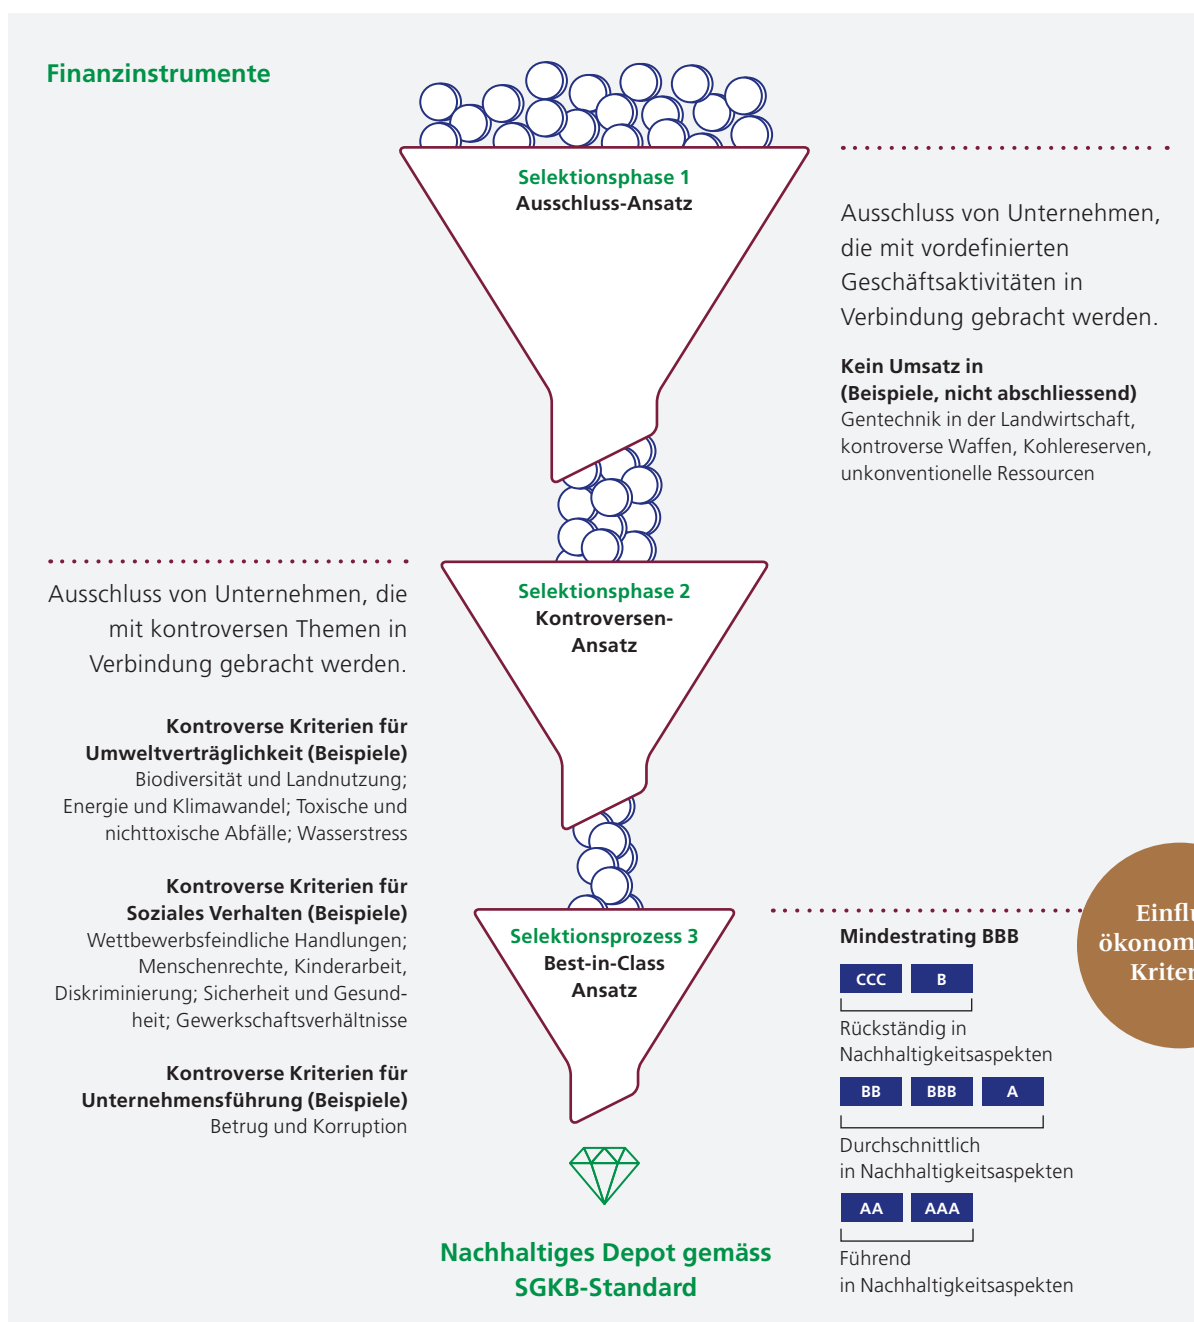 Finanzinstrumente
Selektionsphase 1
Ausschluss-Ansatz
Ausschluss von Unternehmen,
die mit vordefinierten
Geschäftsaktivitäten in
Verbindung gebracht werden.
Kein Umsatz in
(Beispiele, nicht abschliessend)
Gentechnik in der Landwirtschaft,
kontroverse Waffen, Kohlereserven,
unkonventionelle Ressourcen
Selektionsphase 2
Kontroversen-
Ansatz
Ausschluss von Unternehmen, die
mit kontroversen Themen in
Verbindung gebracht werden.
Kontroverse Kriterien für
Umweltverträglichkeit (Beispiele)
Biodiversität und Landnutzung;
Energie und Klimawandel; Toxische und
nichttoxische Abfälle; Wasserstress
Kontroverse Kriterien für
Soziales Verhalten (Beispiele)
Wettbewerbsfeindliche Handlungen;
Menschenrechte, Kinderarbeit,
Diskriminierung; Sicherheit und Gesund-
heit; Gewerkschaftsverhältnisse
Kontroverse Kriterien für
Unternehmensführung (Beispiele)
Betrug und Korruption
Selektionsprozess 3
Best-in-Class
Ansatz
Mindestrating BBB
CCC B
Rückständig in
Nachhaltigkeitsaspekten
BB BBB A
Durchschnittlich
in Nachhaltigkeitsaspekten
AA AAA
Führend
in Nachhaltigkeitsaspekten
Nachhaltiges Depot gemäss
SGKB-Standard